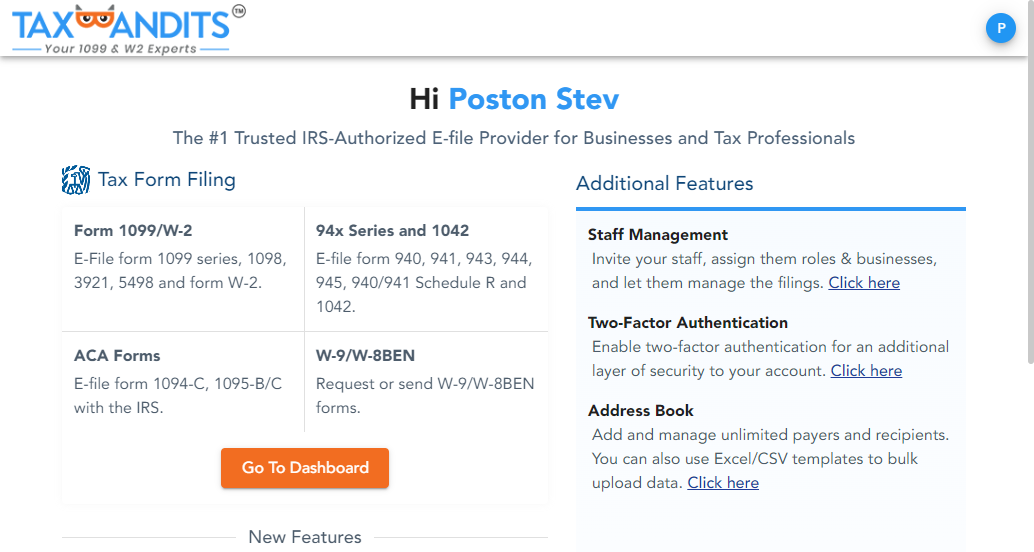 TAXBANDITS™
Your 1099 & W2 Experts
P
Hi Poston Stev
The #1 Trusted IRS-Authorized E-file Provider for Businesses and Tax Professionals
Tax Form Filing
Form 1099/W-2
E-File form 1099 series, 1098,
3921, 5498 and form W-2.
94x Series and 1042
E-file form 940, 941, 943, 944,
945, 940/941 Schedule R and
1042.
ACA Forms
E-file form 1094-C, 1095-B/C
with the IRS.
W-9/W-8BEN
Request or send W-9/W-8BEN
forms.
Go To Dashboard
New Features
Additional Features
Staff Management
Invite your staff, assign them roles & businesses,
and let them manage the filings. Click here
Two-Factor Authentication
Enable two-factor authentication for an additional
layer of security to your account. Click here
Address Book
Add and manage unlimited payers and recipients.
You can also use Excel/CSV templates to bulk
upload data. Click here